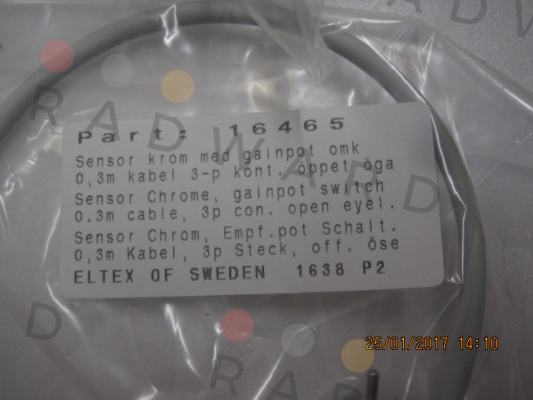 Part: 16465
Sensor krom med gainpot omk
0,3m kabel 3-p kont. öppet öga
Sensor Chrome, gainpot switch
0.3m cable, 3p con. open eyel.
Sensor Chrom, Empf.pot Schalt.
0,3m Kabel, 3p Steck, off. Öse
ELTEX OF SWEDEN 1638 P2
25/01/2017 14:10
RADWARD
RADWARD